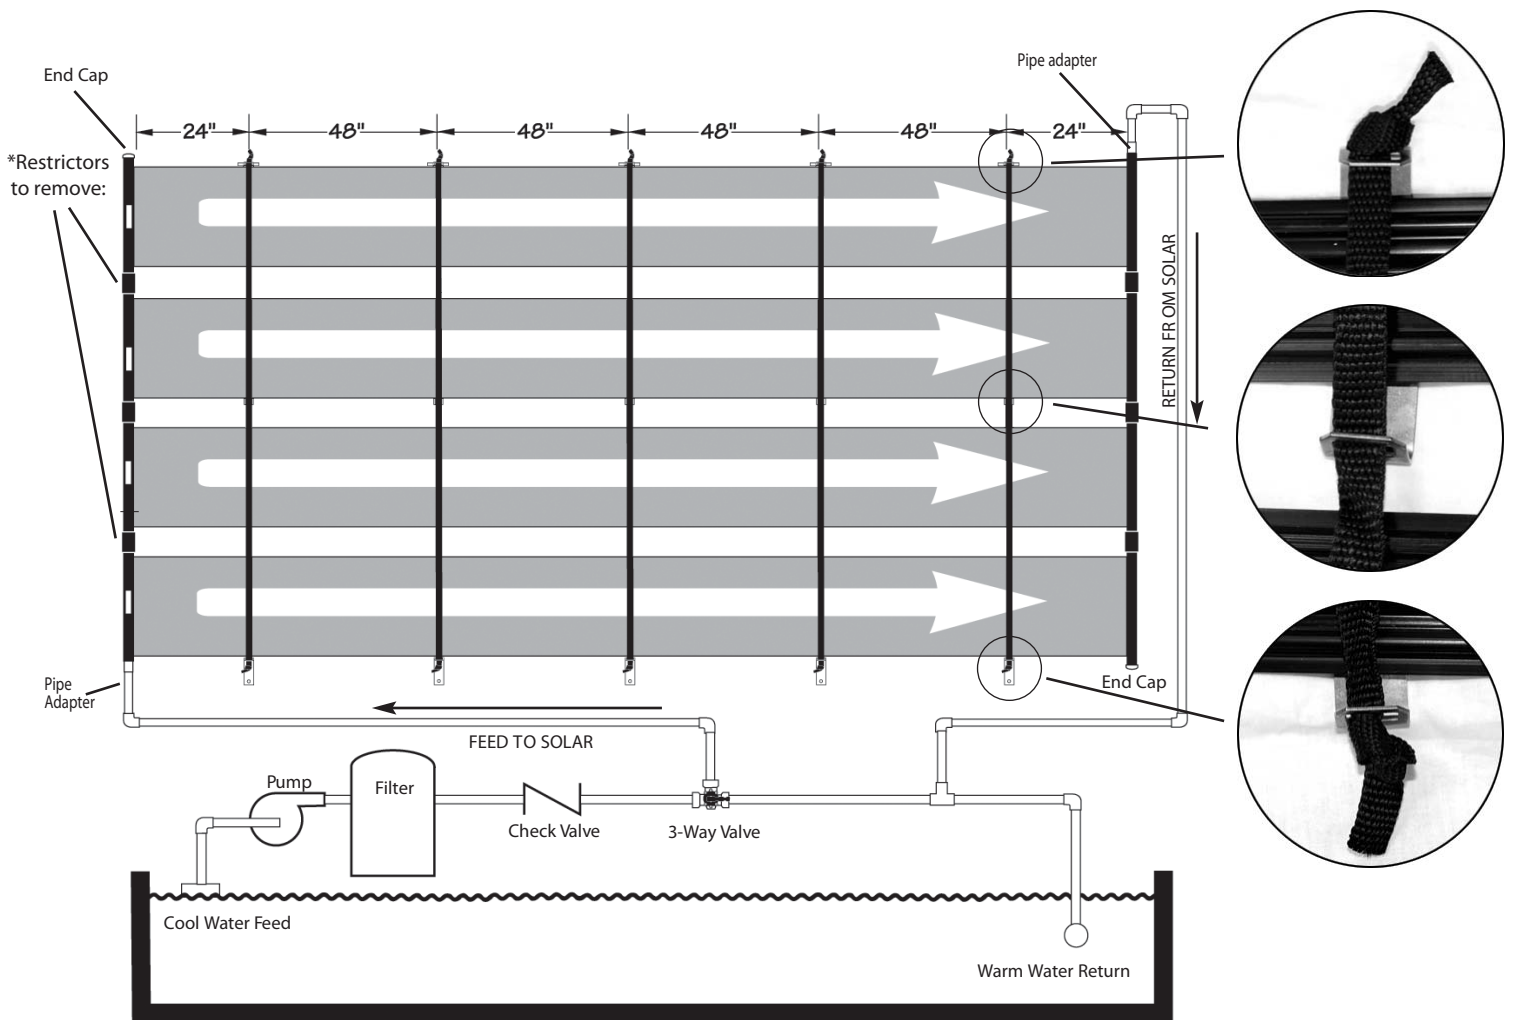 Pipe adapter
End Cap
24" 48" 48" 48" 48" 24"
*Restrictors
to remove:
RETURN FR OM SOLAR
Pipe
Adapter
End Cap
FEED TO SOLAR
Pump
Filter
Check Valve
3-Way Valve
Cool Water Feed
Warm Water Return